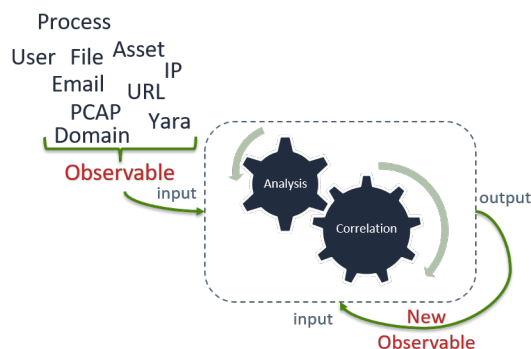 Process
User File Asset
IP
Email
URL
PCAP
Yara
Domain
Observable
input
Analysis
Correlation
output
input
New
Observable